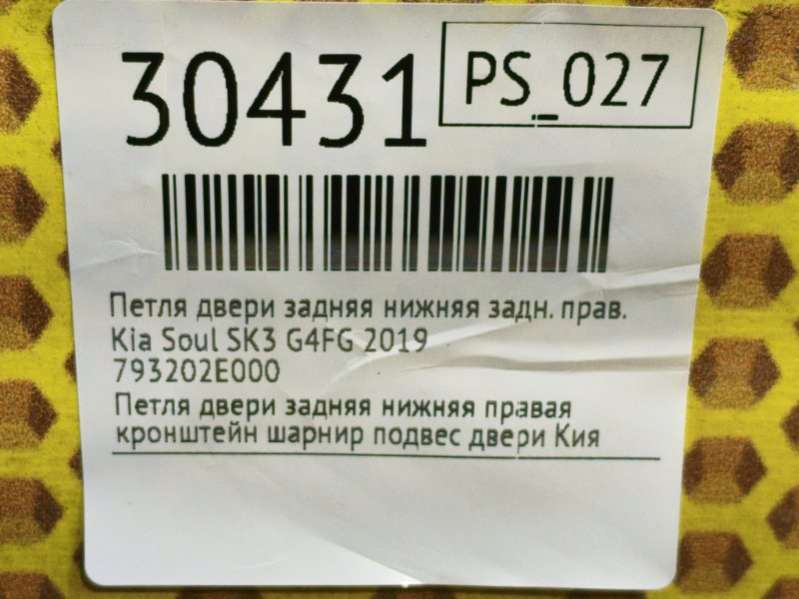 30431
PS_027
Петля двери задняя нижняя задн. прав.
Kia Soul SK3 G4FG 2019
793202E000
Петля двери задняя нижняя правая
кронштейн шарнир подвес двери Кия